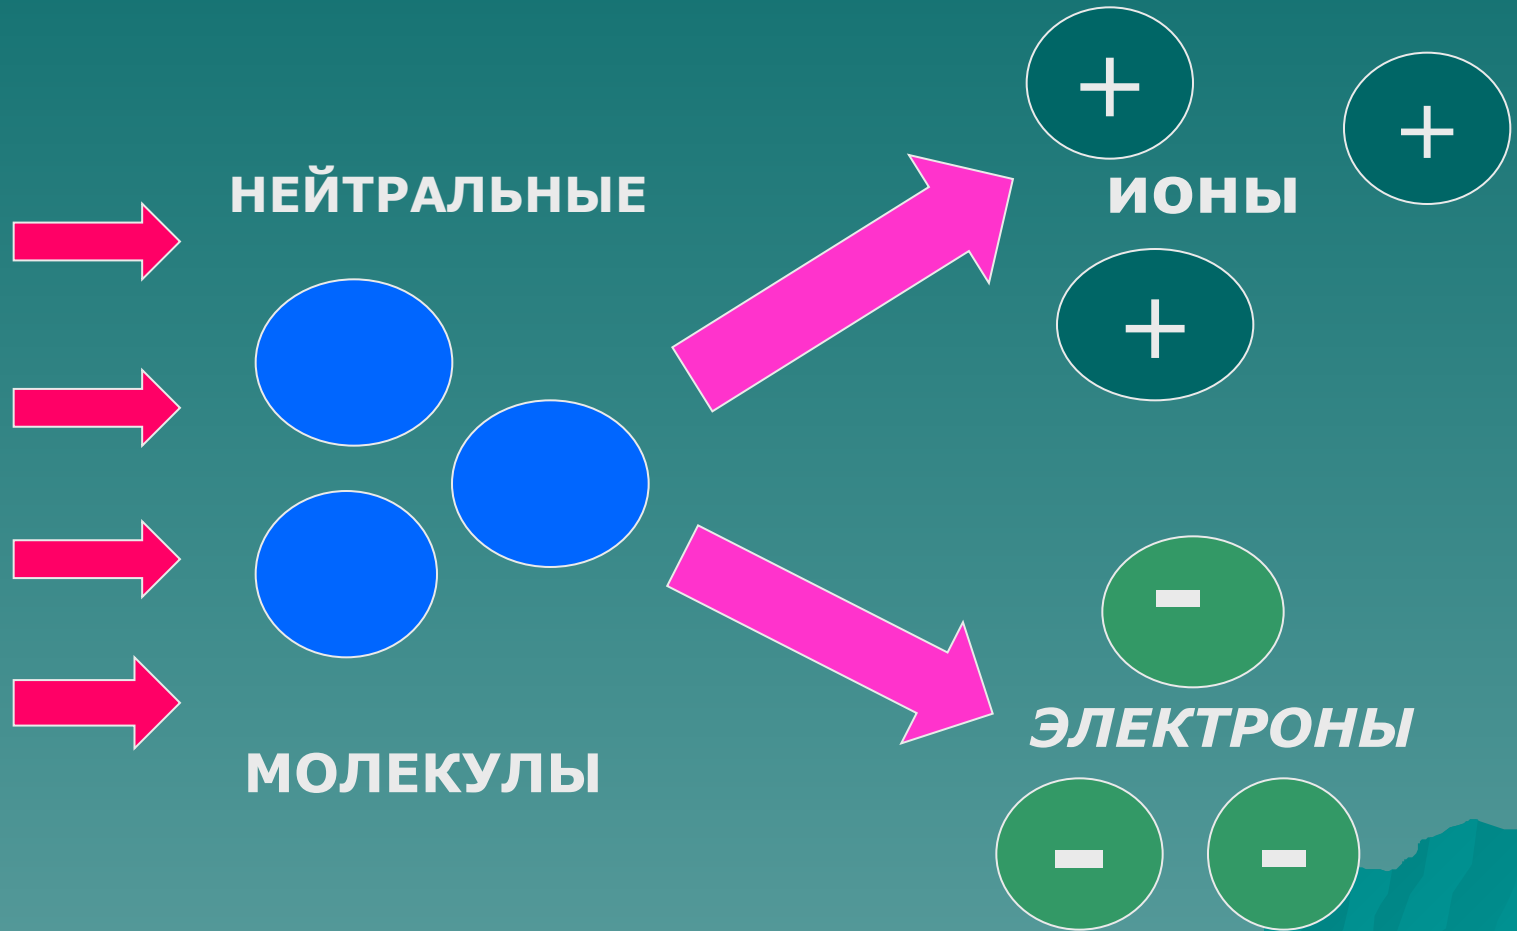 +
+
НЕЙТРАЛЬНЫЕ
ИОНЫ
+
-
ЭЛЕКТРОНЫ
МОЛЕКУЛЫ
- -